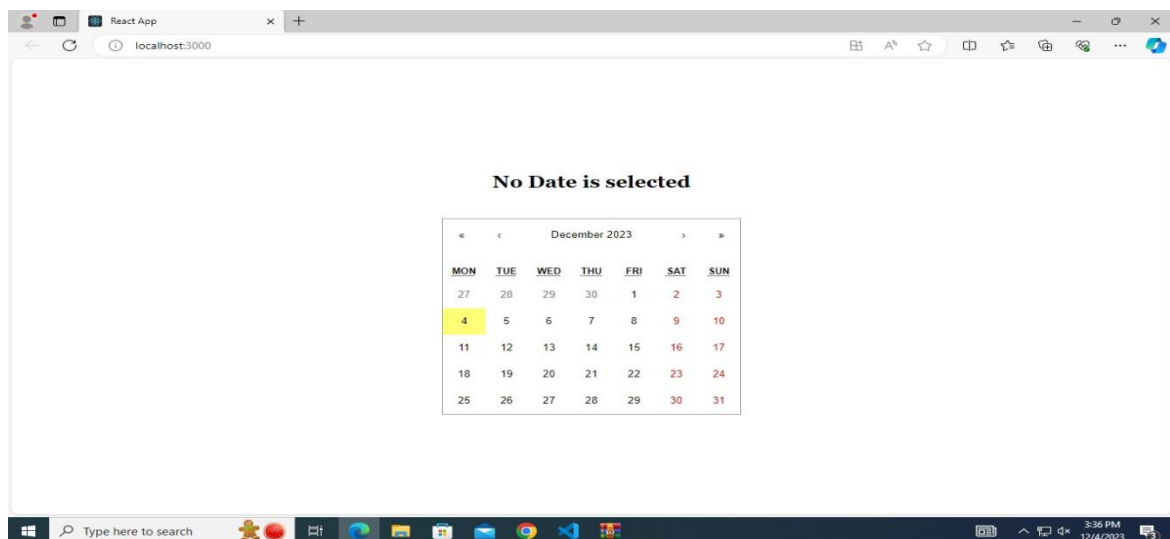 React App
localhost:3000
No Date is selected
« ‹ December 2023 › »
MON TUE WED THU FRI SAT SUN
27 28 29 30 1 2 3
4 5 6 7 8 9 10
11 12 13 14 15 16 17
18 19 20 21 22 23 24
25 26 27 28 29 30 31
Type here to search
3:36 PM
12/4/2023